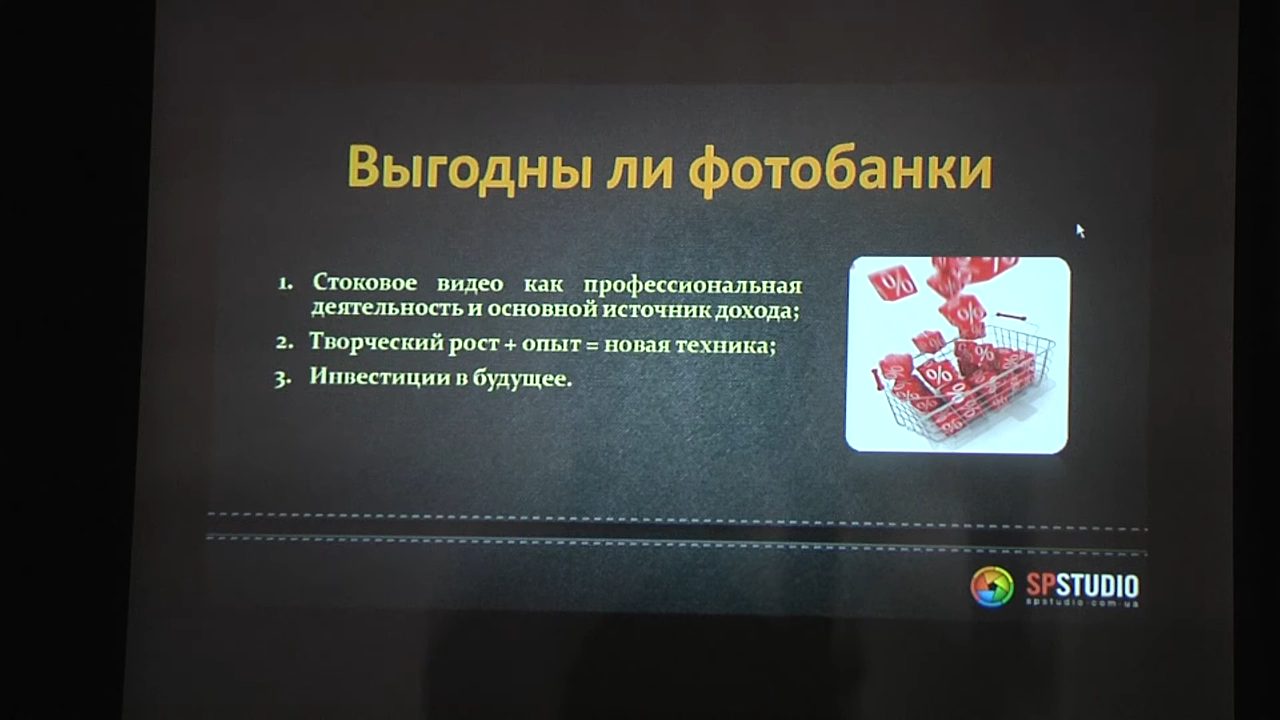 Выгодны ли фотобанки
1. Стоковое видео как профессиональная
деятельность и основной источник дохода;
2. Творческий рост + опыт = новая техника;
3. Инвестиции в будущее.
% % % % % % % %
SPSTUDIO
spstudio.com.ua